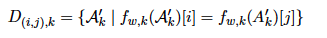 D_{(i,j),k} = {𝒜′_k | f_{w,k}(𝒜′_k)[i] = f_{w,k}(A′_k)[j]}